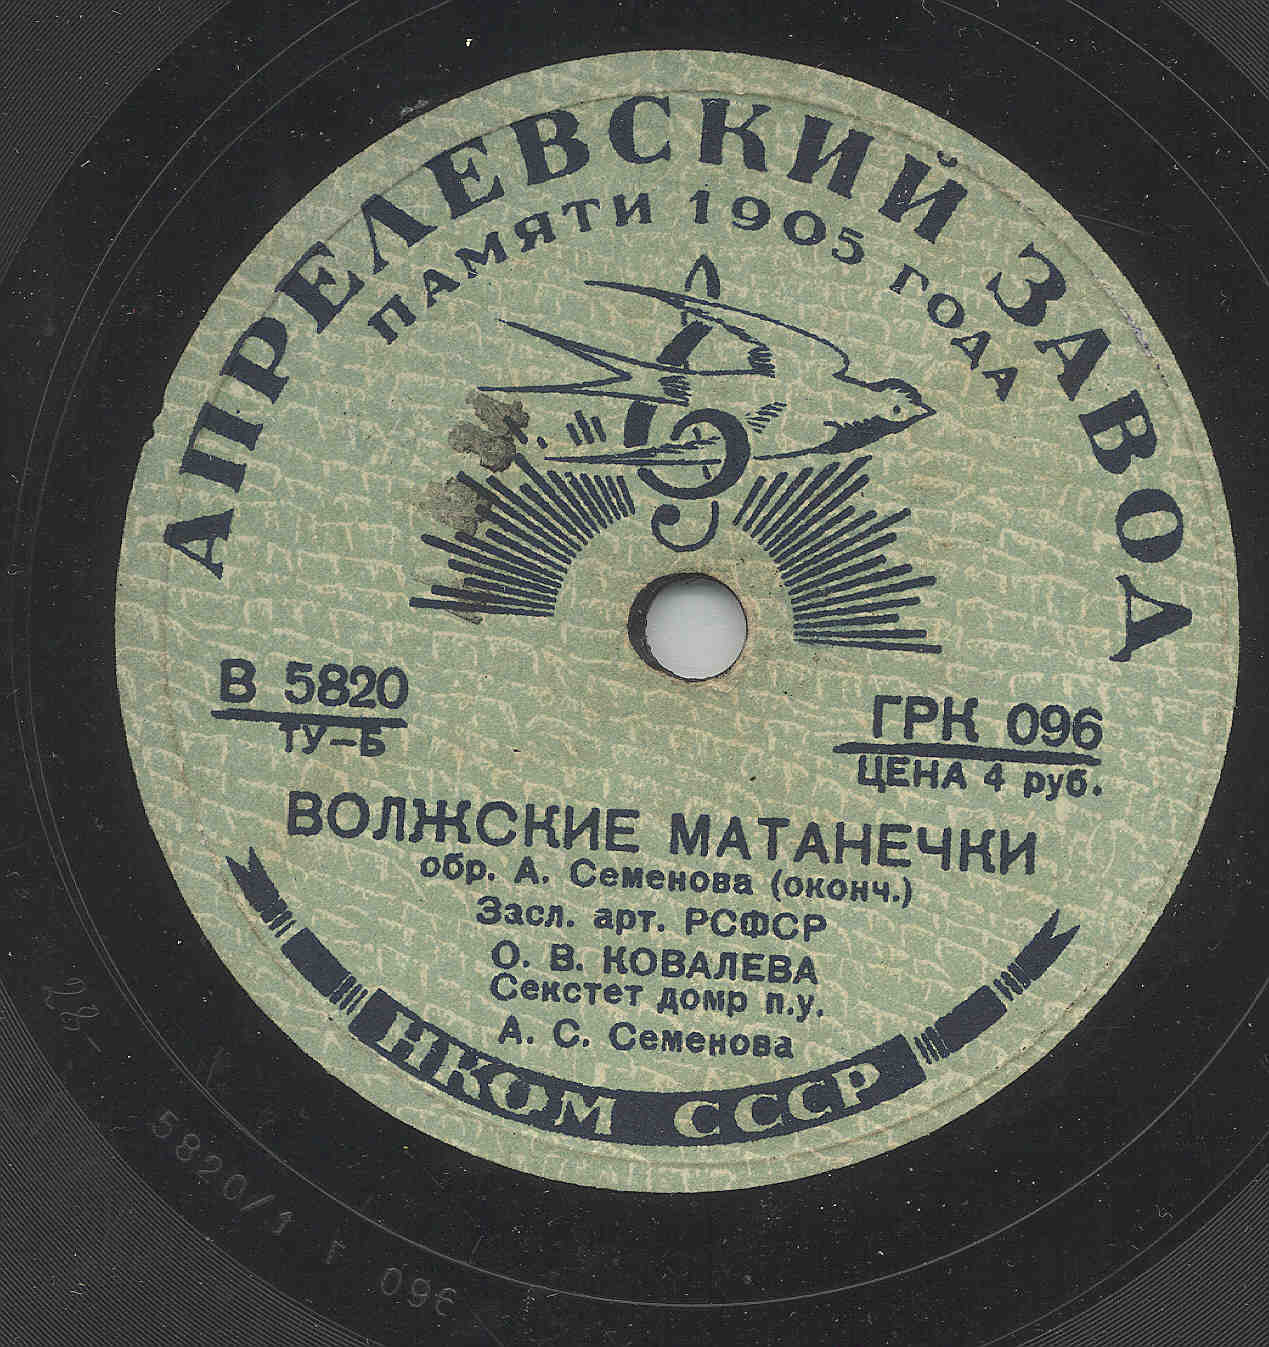 АПРЕЛЕВСКИЙ ЗАВОД
ПАМЯТИ 1905 ГОДА
В 5820
ТУ-Б
ГРК 096
ЦЕНА 4 руб.
ВОЛЖСКИЕ МАТАНЕЧКИ
обр. А. Семенова (оконч.)
Засл. арт. РСФСР
О. В. КОВАЛЕВА
Секстет домр п.у.
А. С. Семенова
НКОМ СССР
5820/1 Г 096